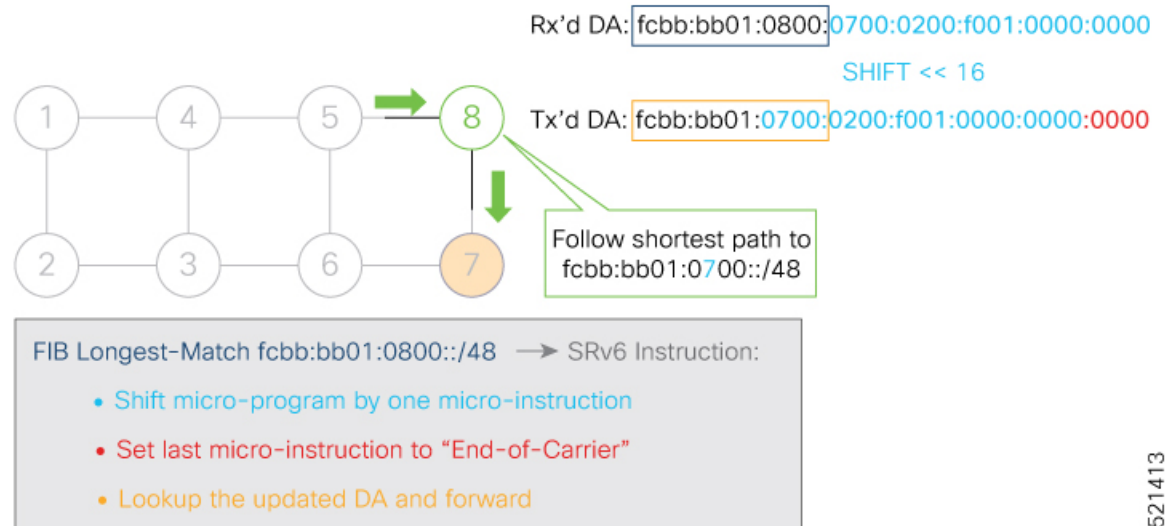 Rx'd DA: fcbb:bb01:0800:0700:0200:f001:0000:0000
SHIFT << 16
Tx'd DA: fcbb:bb01:0700:0200:f001:0000:0000:0000
1
4
5
8
Follow shortest path to
fcbb:bb01:0700::/48
2
3
6
7
FIB Longest-Match fcbb:bb01:0800::/48 → SRv6 Instruction:
• Shift micro-program by one micro-instruction
• Set last micro-instruction to “End-of-Carrier”
• Lookup the updated DA and forward
521413